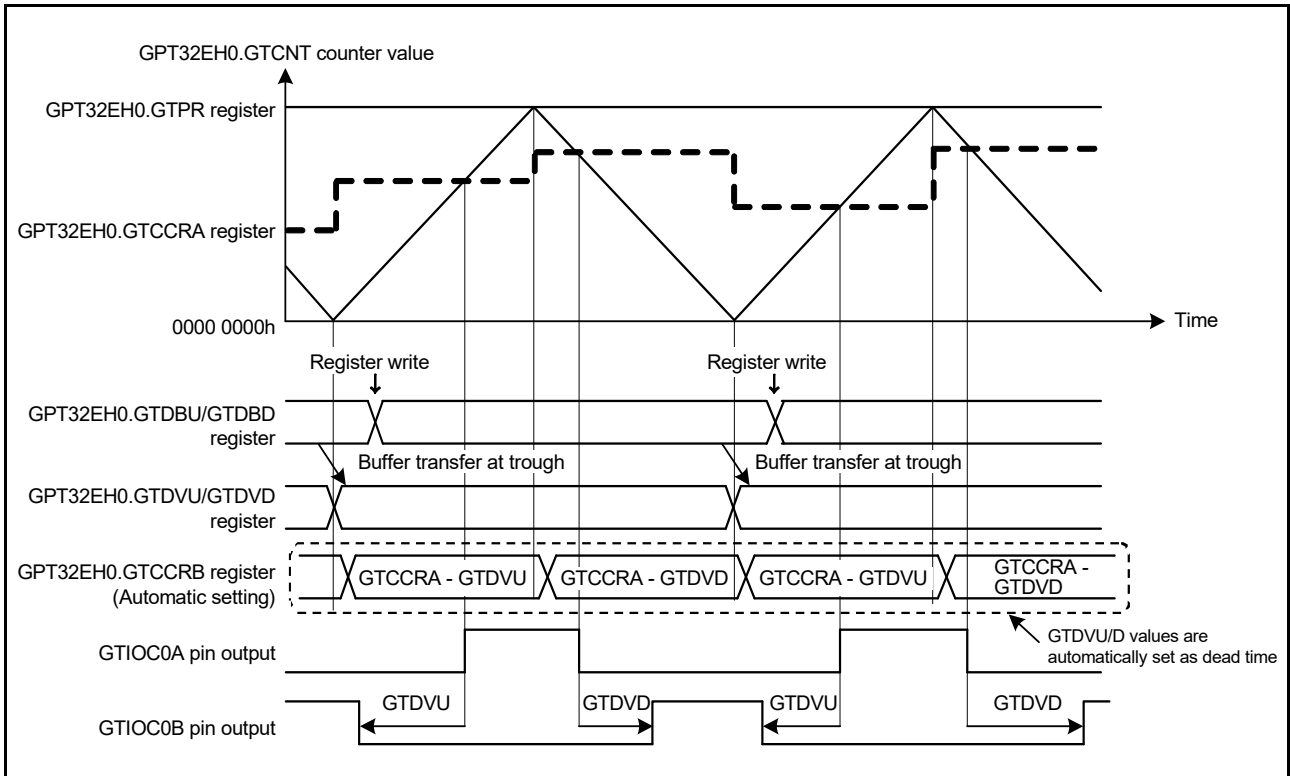 GPT32EH0.GTCNT counter value
GPT32EH0.GTPR register
GPT32EH0.GTCCRA register
0000 0000h
Time
Register write
Register write
GPT32EH0.GTDBU/GTDBD
register
Buffer transfer at trough
Buffer transfer at trough
GPT32EH0.GTDVU/GTDVD
register
GPT32EH0.GTCCRB register
(Automatic setting)
GTCCRA - GTDVU
GTCCRA - GTDVD
GTCCRA - GTDVU
GTCCRA -
GTDVD
GTDVU/D values are
automatically set as dead time
GTIOC0A pin output
GTDVU
GTDVD
GTDVU
GTDVD
GTIOC0B pin output